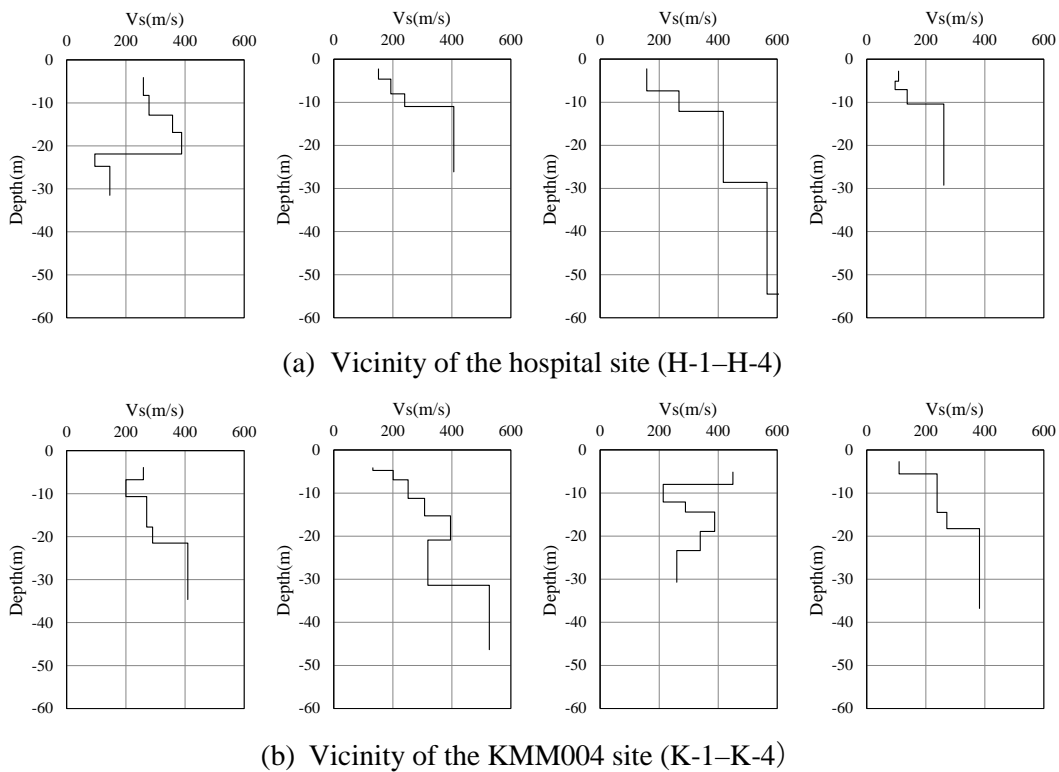 Vs(m/s) Vs(m/s) Vs(m/s) Vs(m/s)
0 200 400 600 0 200 400 600 0 200 400 600 0 200 400 600
0 0 0 0
-10 -10 -10 -10
-20 -20 -20 -20
-30 -30 -30 -30
-40 -40 -40 -40
-50 -50 -50 -50
-60 -60 -60 -60
Depth(m) Depth(m) Depth(m) Depth(m)
(a) Vicinity of the hospital site (H-1–H-4)
Vs(m/s) Vs(m/s) Vs(m/s) Vs(m/s)
0 200 400 600 0 200 400 600 0 200 400 600 0 200 400 600
0 0 0 0
-10 -10 -10 -10
-20 -20 -20 -20
-30 -30 -30 -30
-40 -40 -40 -40
-50 -50 -50 -50
-60 -60 -60 -60
Depth(m) Depth(m) Depth(m) Depth(m)
(b) Vicinity of the KMM004 site (K-1–K-4）